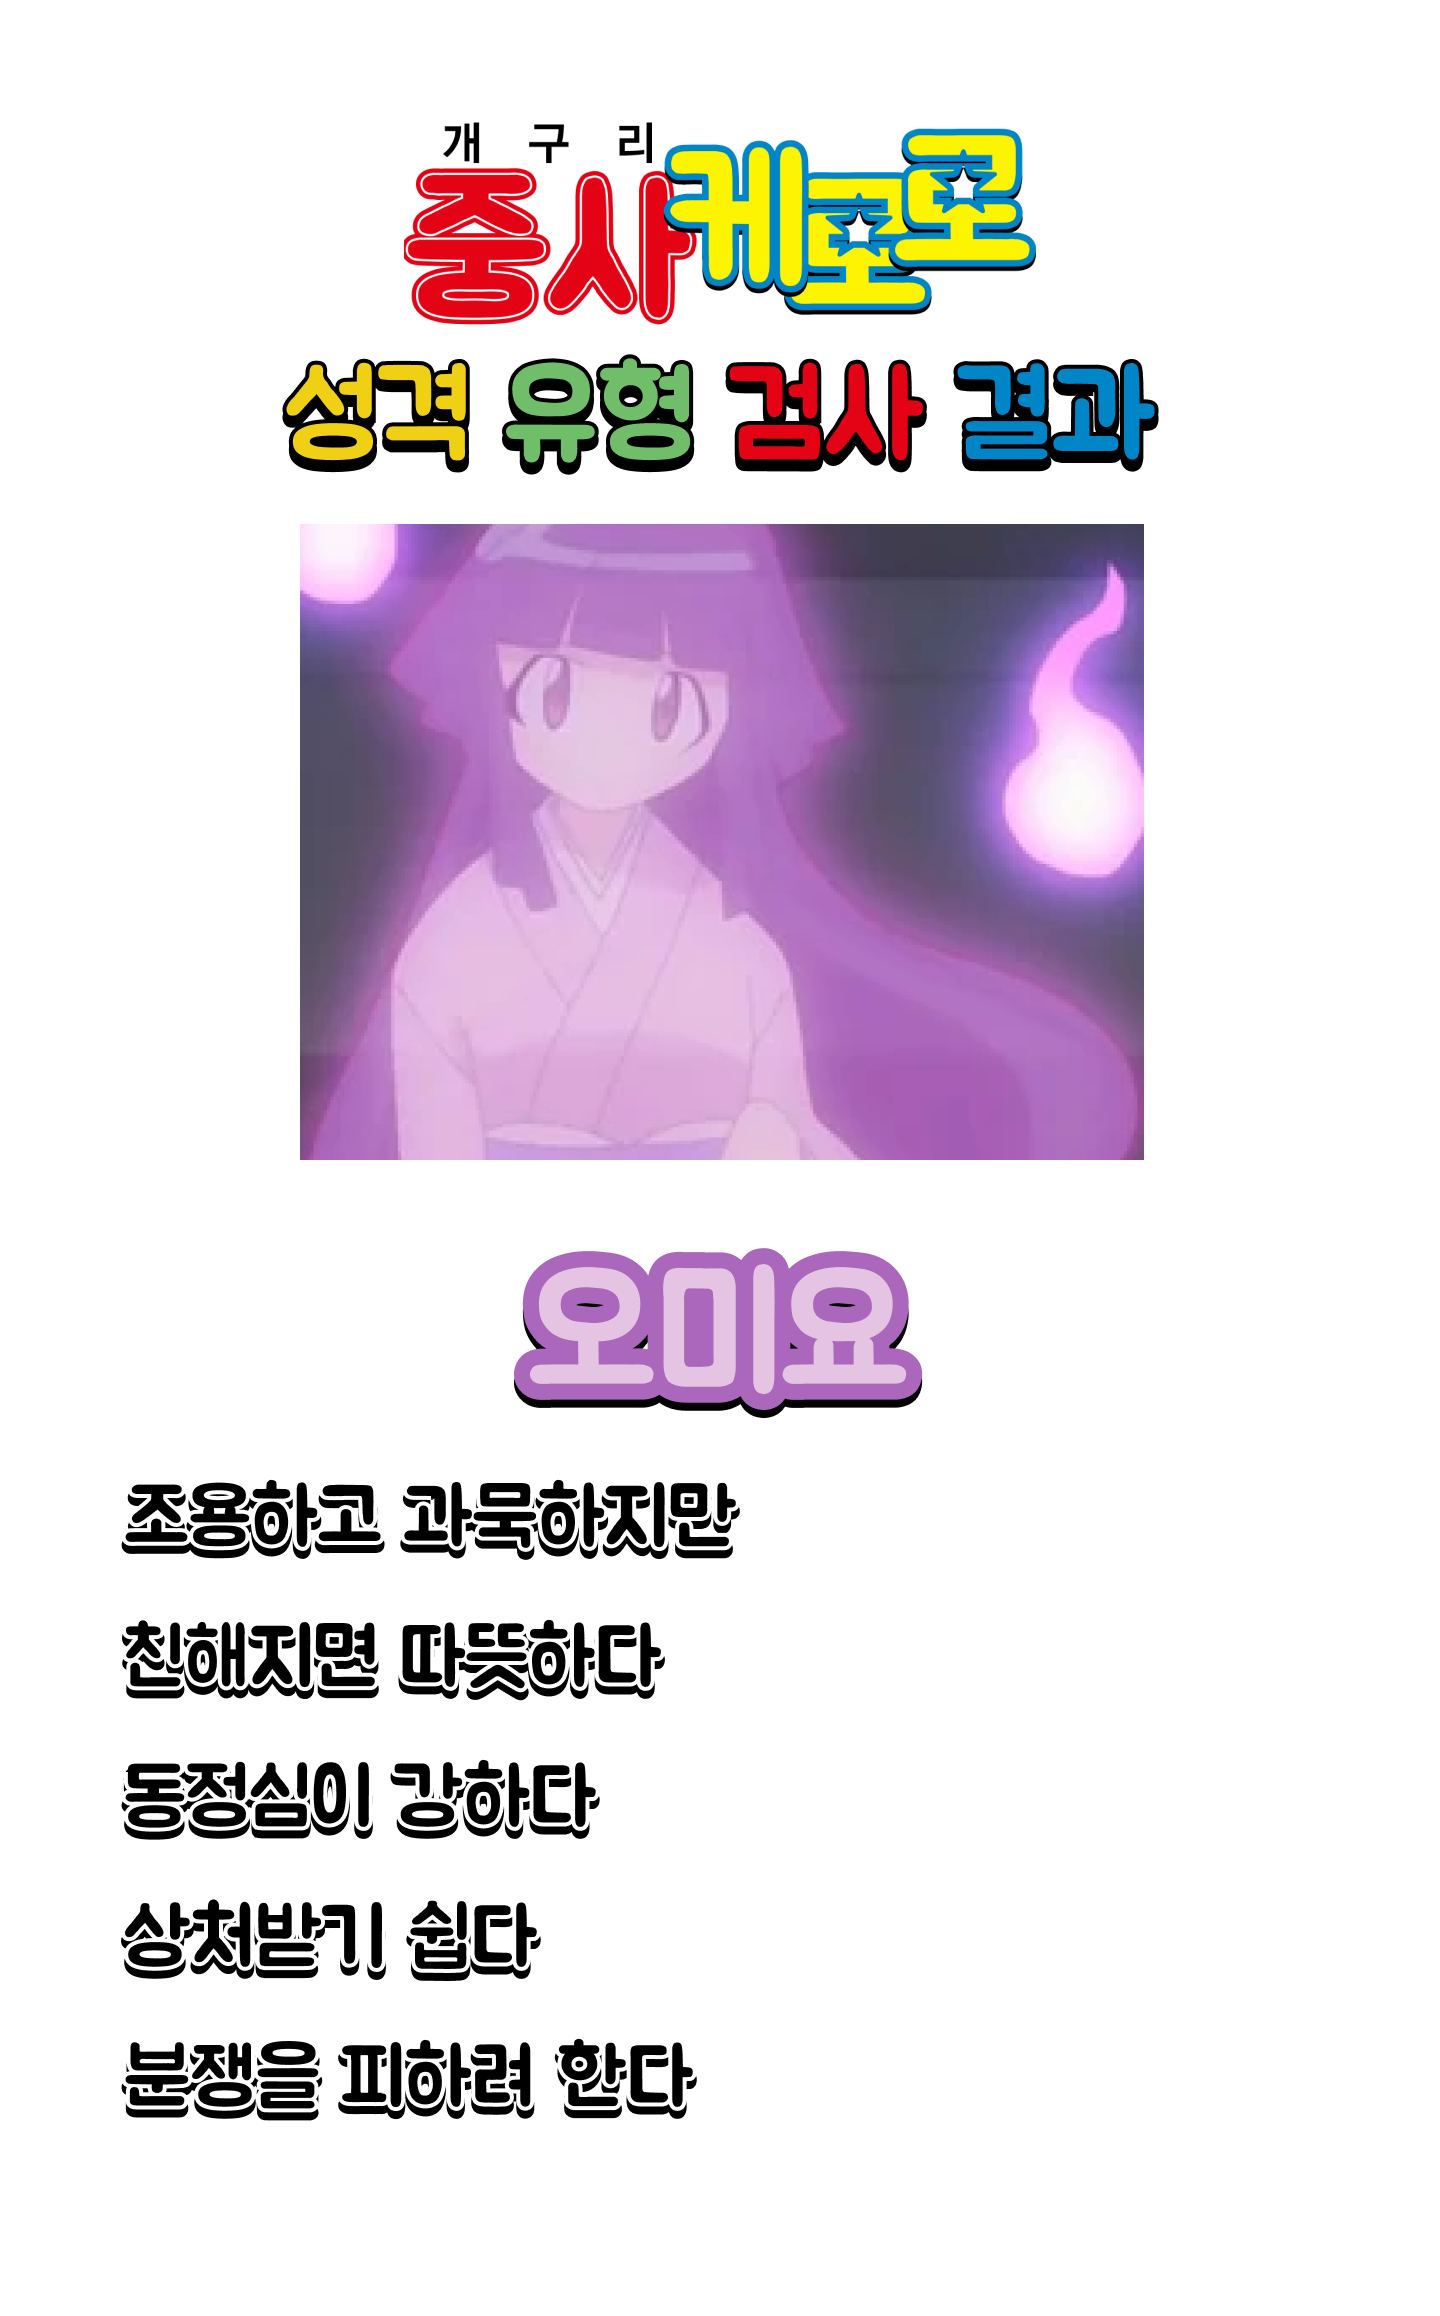 개구리
중사케로로
성격 유형 검사 결과
오미요
조용하고 과묵하지만
친해지면 따뜻하다
동정심이 강하다
상처받기 쉽다
분쟁을 피하려 한다